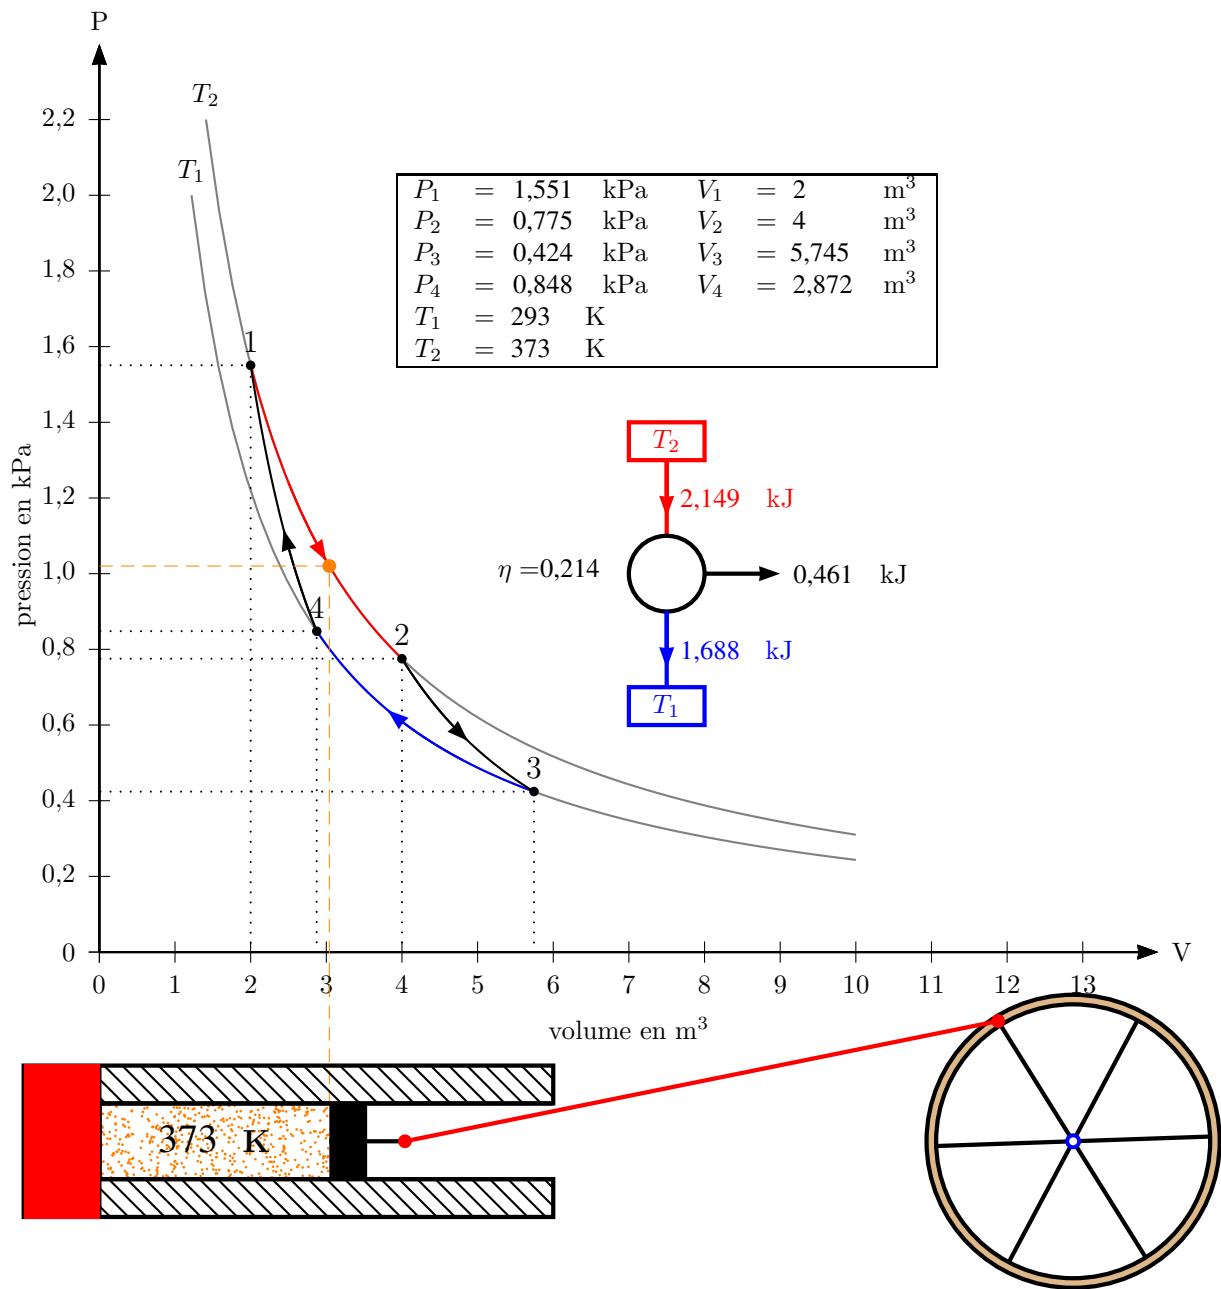 P
T₂
2,2
T₁
2,0
P₁ = 1,551 kPa V₁ = 2 m³
P₂ = 0,775 kPa V₂ = 4 m³
P₃ = 0,424 kPa V₃ = 5,745 m³
P₄ = 0,848 kPa V₄ = 2,872 m³
T₁ = 293 K
T₂ = 373 K
1,8
1,6
1
1,4
T₂
pression en kPa
1,2
2,149 kJ
1,0
η =0,214
0,461 kJ
4
0,8
2
1,688 kJ
0,6
T₁
3
0,4
0,2
0
V
0 1 2 3 4 5 6 7 8 9 10 11 12 13
volume en m³
373 K